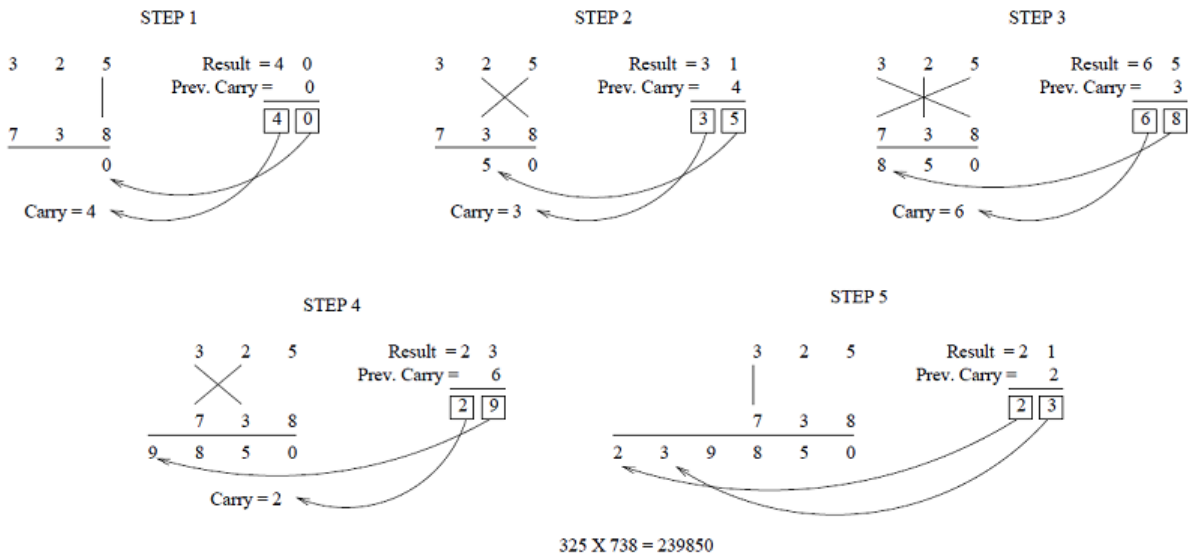 STEP 1
3 2 5
Result = 4 0
Prev. Carry = 0
4 0
7 3 8
0
Carry = 4
STEP 2
3 2 5
Result = 3 1
Prev. Carry = 4
3 5
7 3 8
5 0
Carry = 3
STEP 3
3 2 5
Result = 6 5
Prev. Carry = 3
6 8
7 3 8
8 5 0
Carry = 6
STEP 4
3 2 5
Result = 2 3
Prev. Carry = 6
2 9
7 3 8
9 8 5 0
Carry = 2
STEP 5
3 2 5
Result = 2 1
Prev. Carry = 2
2 3
7 3 8
2 3 9 8 5 0
325 X 738 = 239850